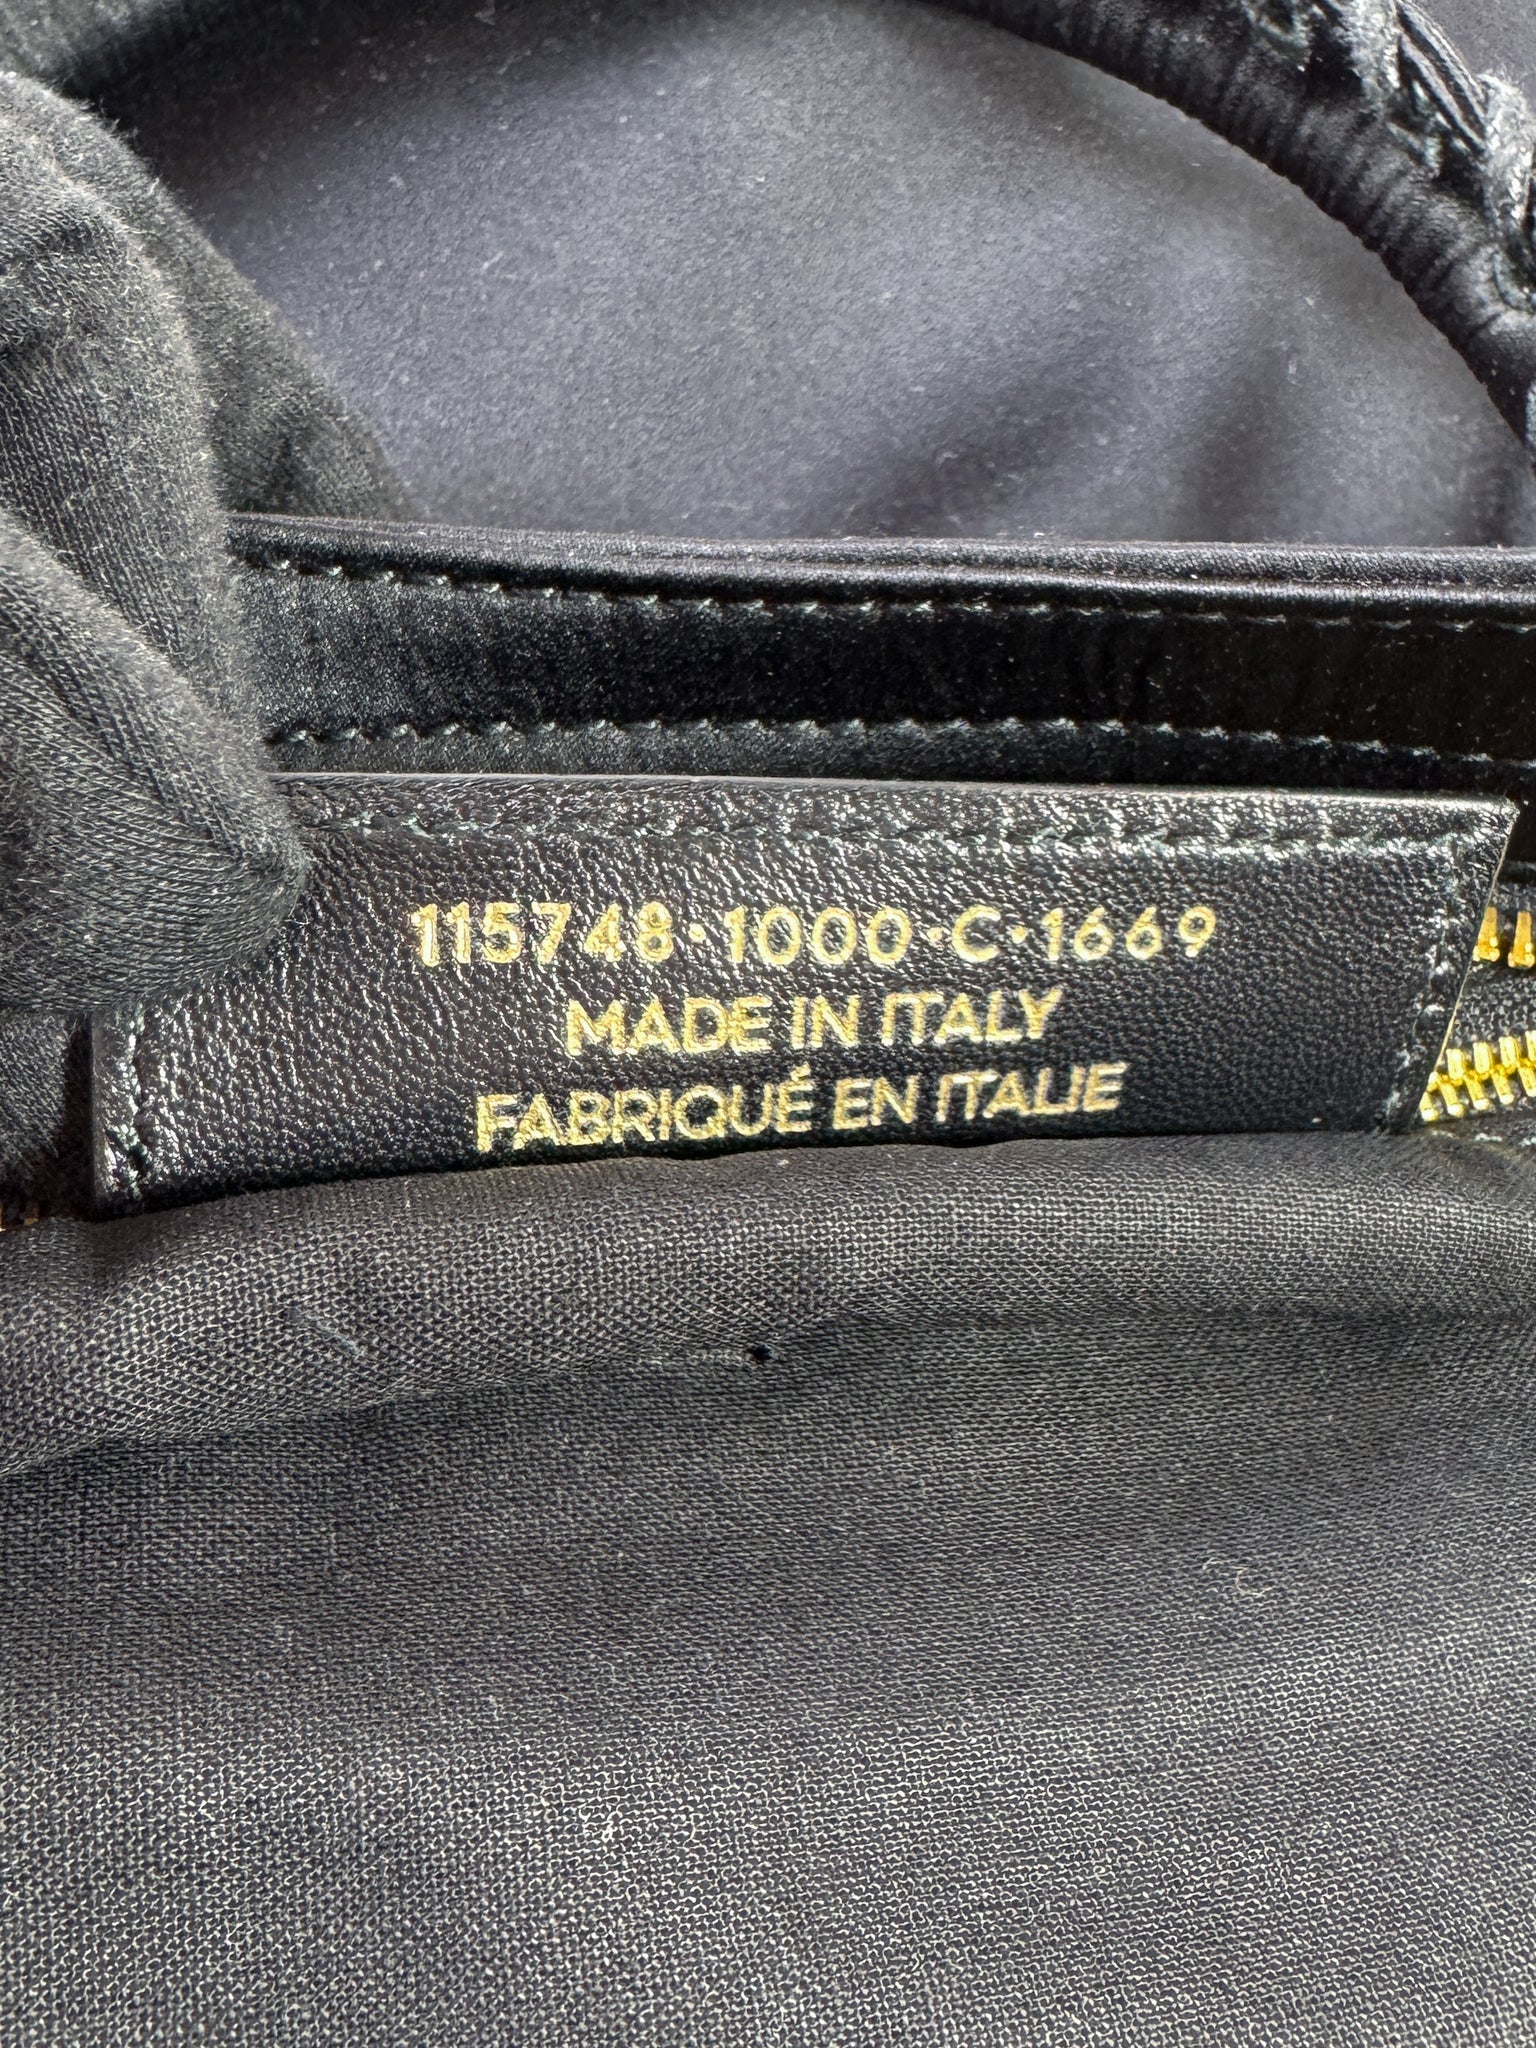 115748·1000·C·1669
MADE IN ITALY
FABRIQUÉ EN ITALIE